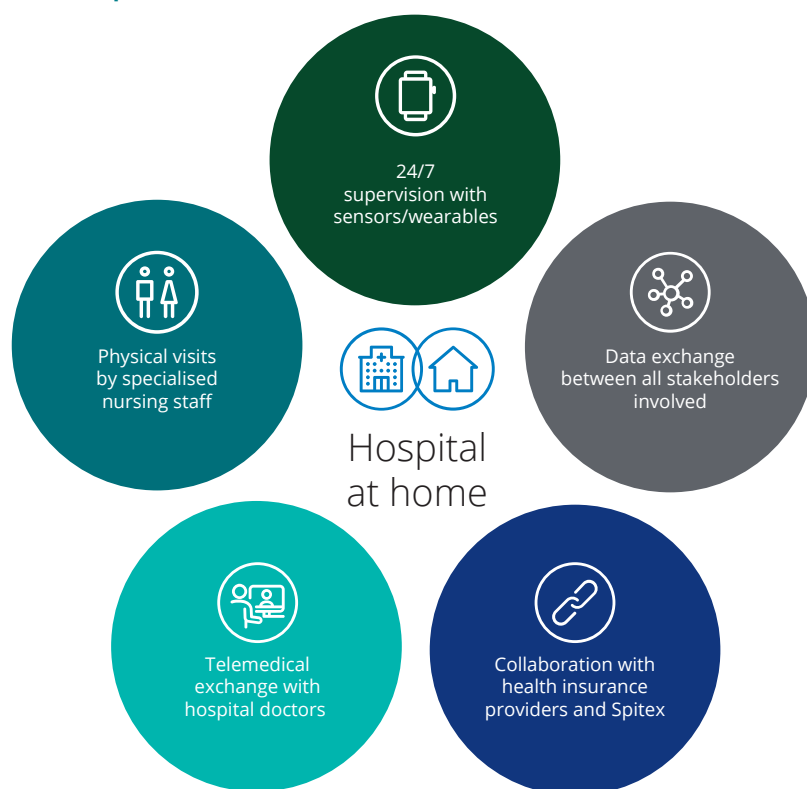 24/7
supervision with
sensors/wearables
Physical visits
by specialised
nursing staff
Data exchange
between all stakeholders
involved
Hospital
at home
Telemedical
exchange with
hospital doctors
Collaboration with
health insurance
providers and Spitex